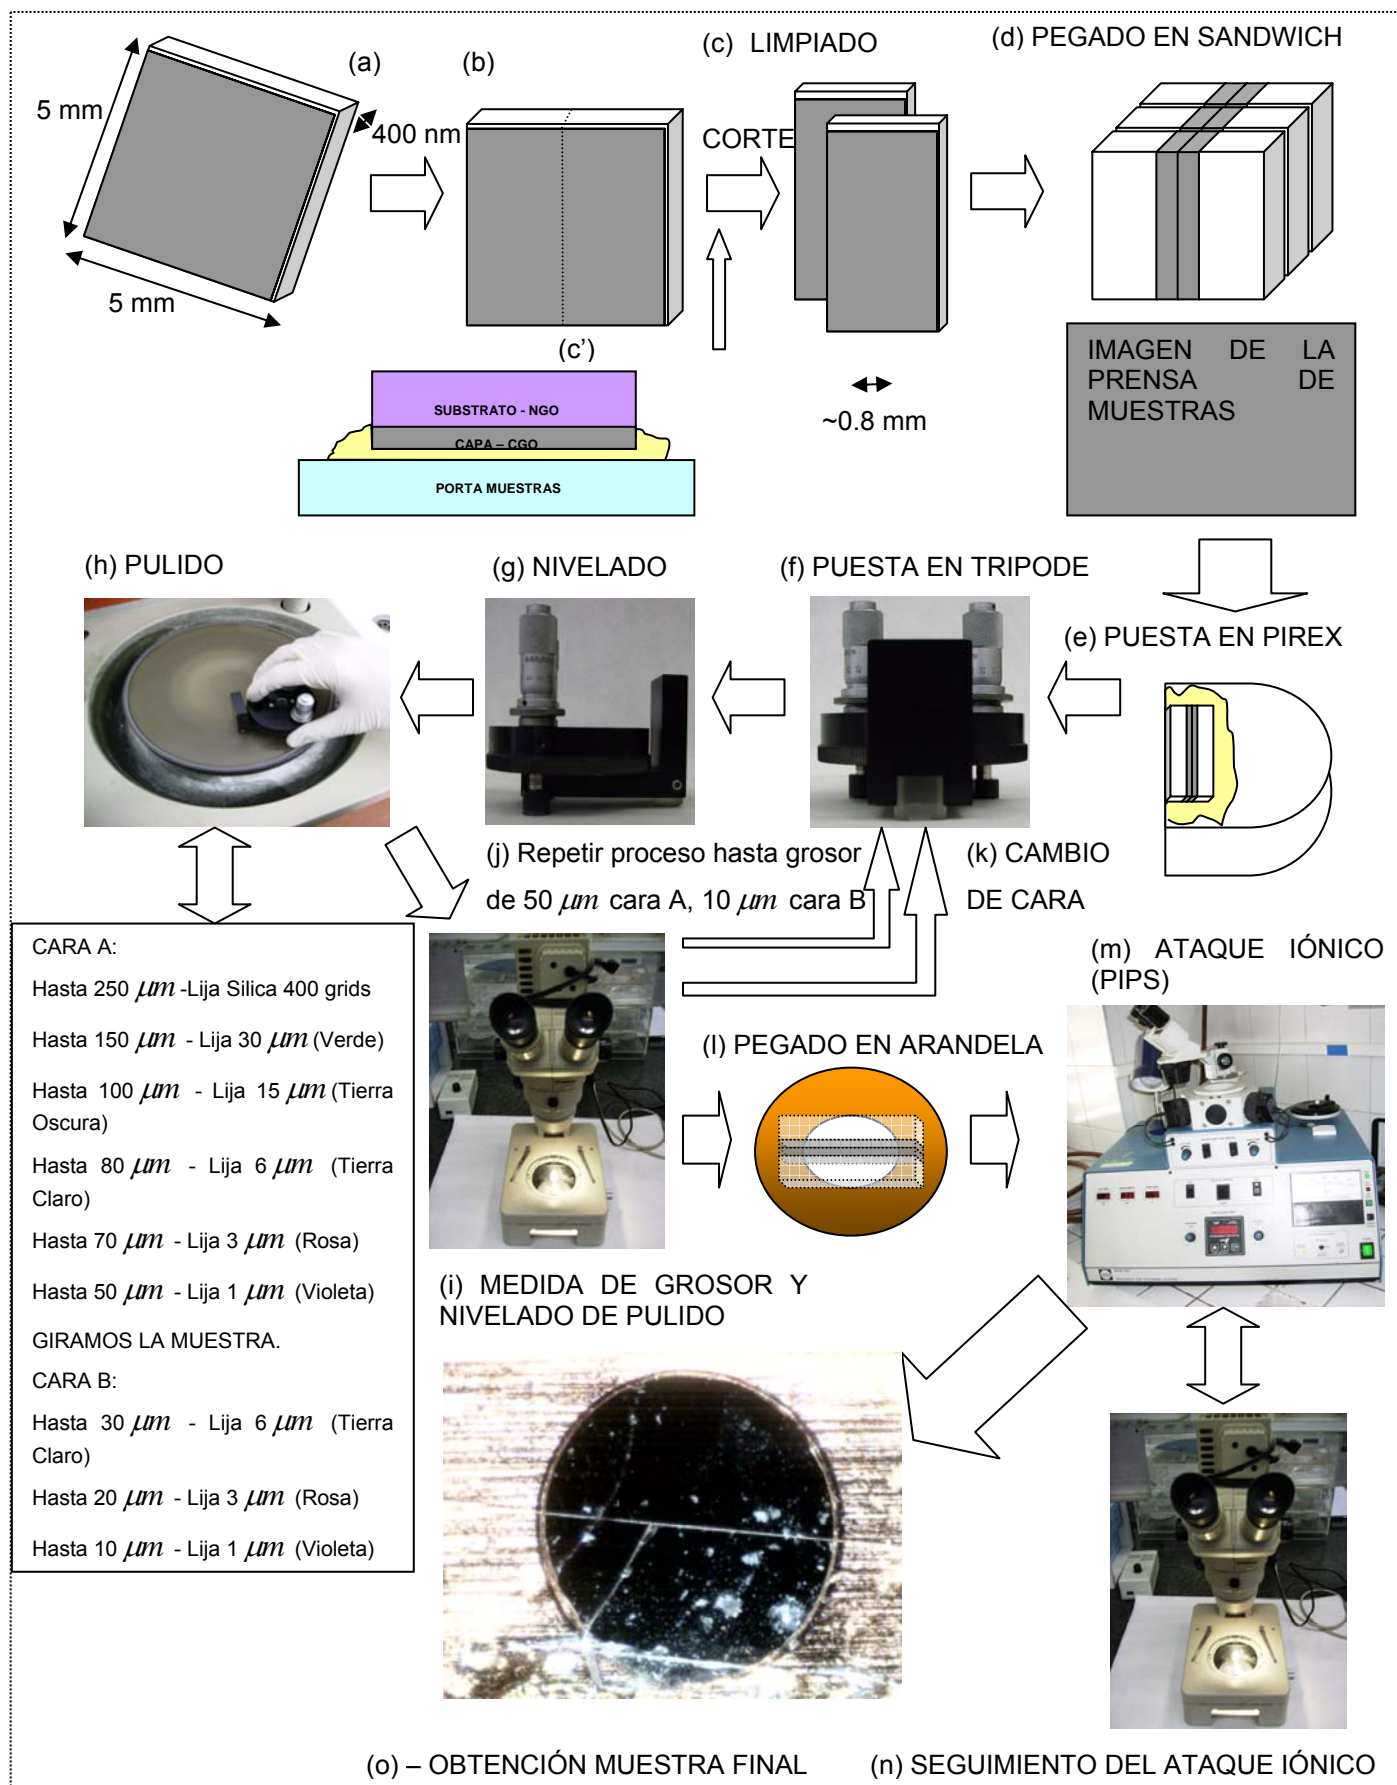 (a)
5 mm
400 nm
5 mm
(b)
(c) LIMPIADO
CORTE
~0.8 mm
(d) PEGADO EN SANDWICH
(c')
SUBSTRATO - NGO
CAPA – CGO
PORTA MUESTRAS
IMAGEN DE LA
PRENSA DE
MUESTRAS
(h) PULIDO
(g) NIVELADO
(f) PUESTA EN TRIPODE
(e) PUESTA EN PIREX
(j) Repetir proceso hasta grosor
de 50 µm cara A, 10 µm cara B
(k) CAMBIO
DE CARA
CARA A:
Hasta 250 µm -Lija Silica 400 grids
Hasta 150 µm - Lija 30 µm (Verde)
Hasta 100 µm - Lija 15 µm (Tierra
Oscura)
Hasta 80 µm - Lija 6 µm (Tierra
Claro)
Hasta 70 µm - Lija 3 µm (Rosa)
Hasta 50 µm - Lija 1 µm (Violeta)
GIRAMOS LA MUESTRA.
CARA B:
Hasta 30 µm - Lija 6 µm (Tierra
Claro)
Hasta 20 µm - Lija 3 µm (Rosa)
Hasta 10 µm - Lija 1 µm (Violeta)
(l) PEGADO EN ARANDELA
(m) ATAQUE IÓNICO
(PIPS)
(i) MEDIDA DE GROSOR Y
NIVELADO DE PULIDO
(o) – OBTENCIÓN MUESTRA FINAL
(n) SEGUIMIENTO DEL ATAQUE IÓNICO